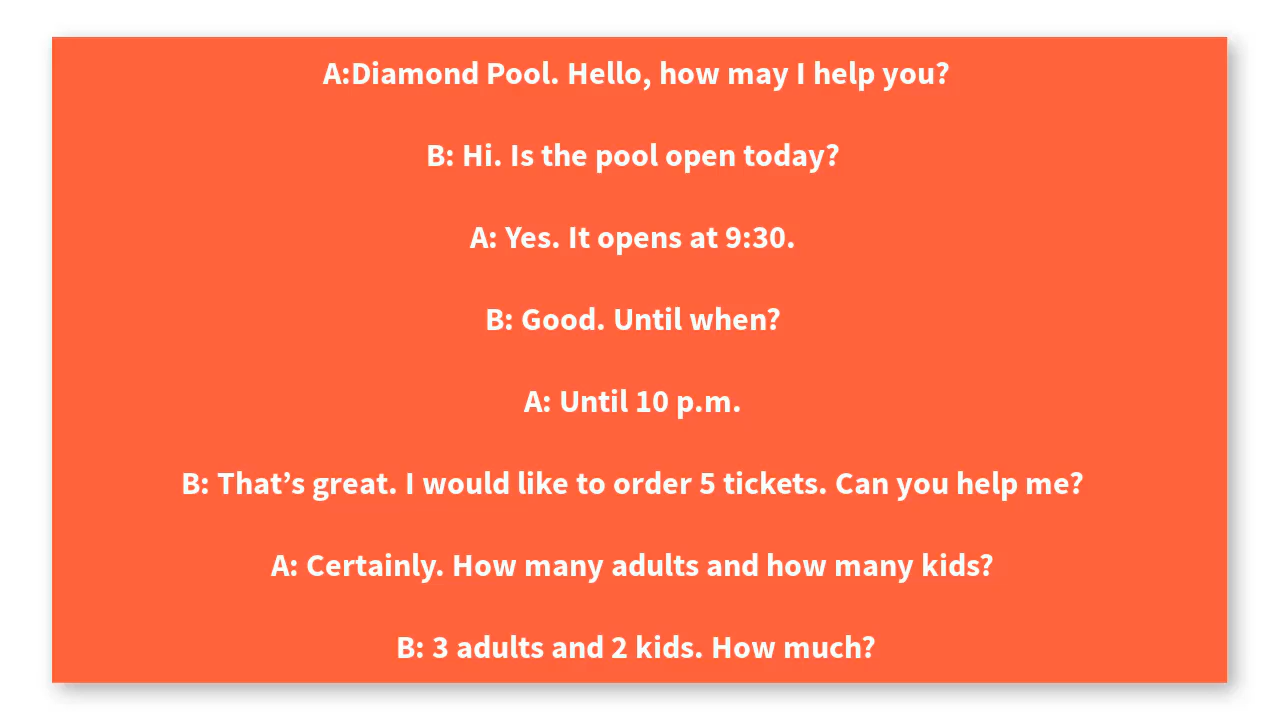 A:Diamond Pool. Hello, how may I help you?
B: Hi. Is the pool open today?
A: Yes. It opens at 9:30.
B: Good. Until when?
A: Until 10 p.m.
B: That’s great. I would like to order 5 tickets. Can you help me?
A: Certainly. How many adults and how many kids?
B: 3 adults and 2 kids. How much?